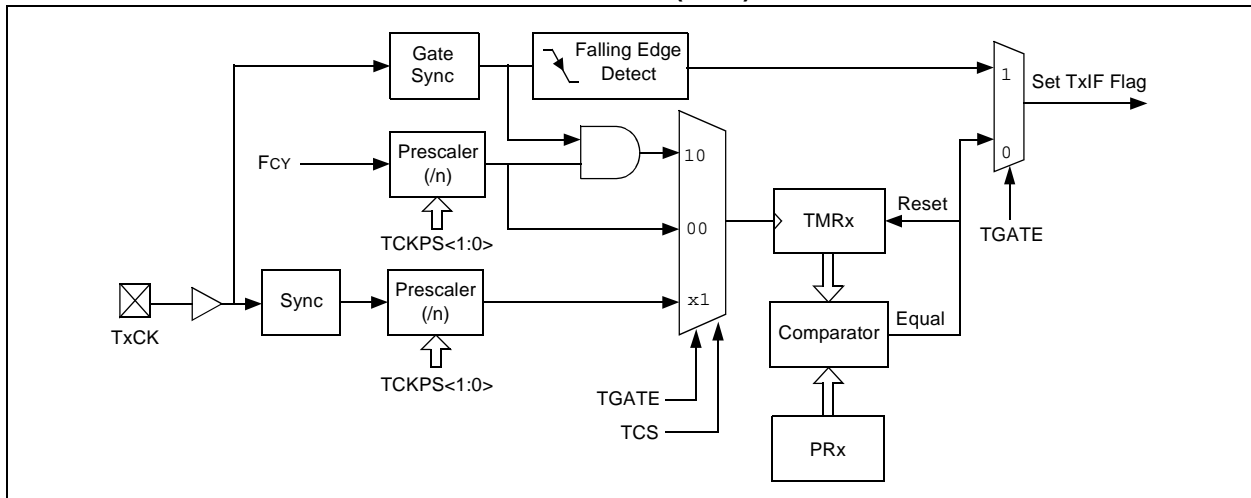 Gate
Sync
Falling Edge
Detect
1
Set TxIF Flag
0
FCY
Prescaler
(/n)
10
TCKPS<1:0>
00
TMRx
Reset
TGATE
TxCK
Sync
Prescaler
(/n)
x1
Comparator
Equal
TCKPS<1:0>
TGATE
TCS
PRx